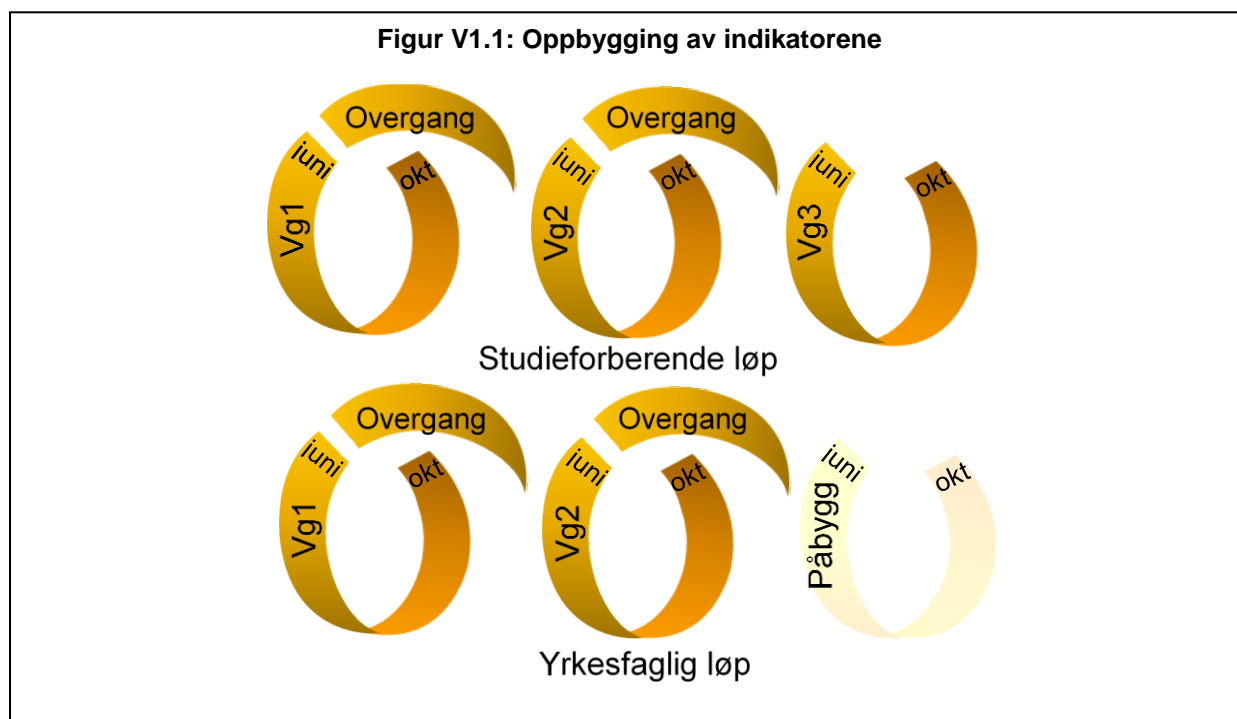 Figur V1.1: Oppbygging av indikatorene
Overgang
Overgang
juni
okt
juni
okt
juni
okt
Vg1
Vg2
Vg3
Studieforberende løp
Overgang
Overgang
juni
okt
juni
okt
juni
okt
Vg1
Vg2
Påbygg
Yrkesfaglig løp